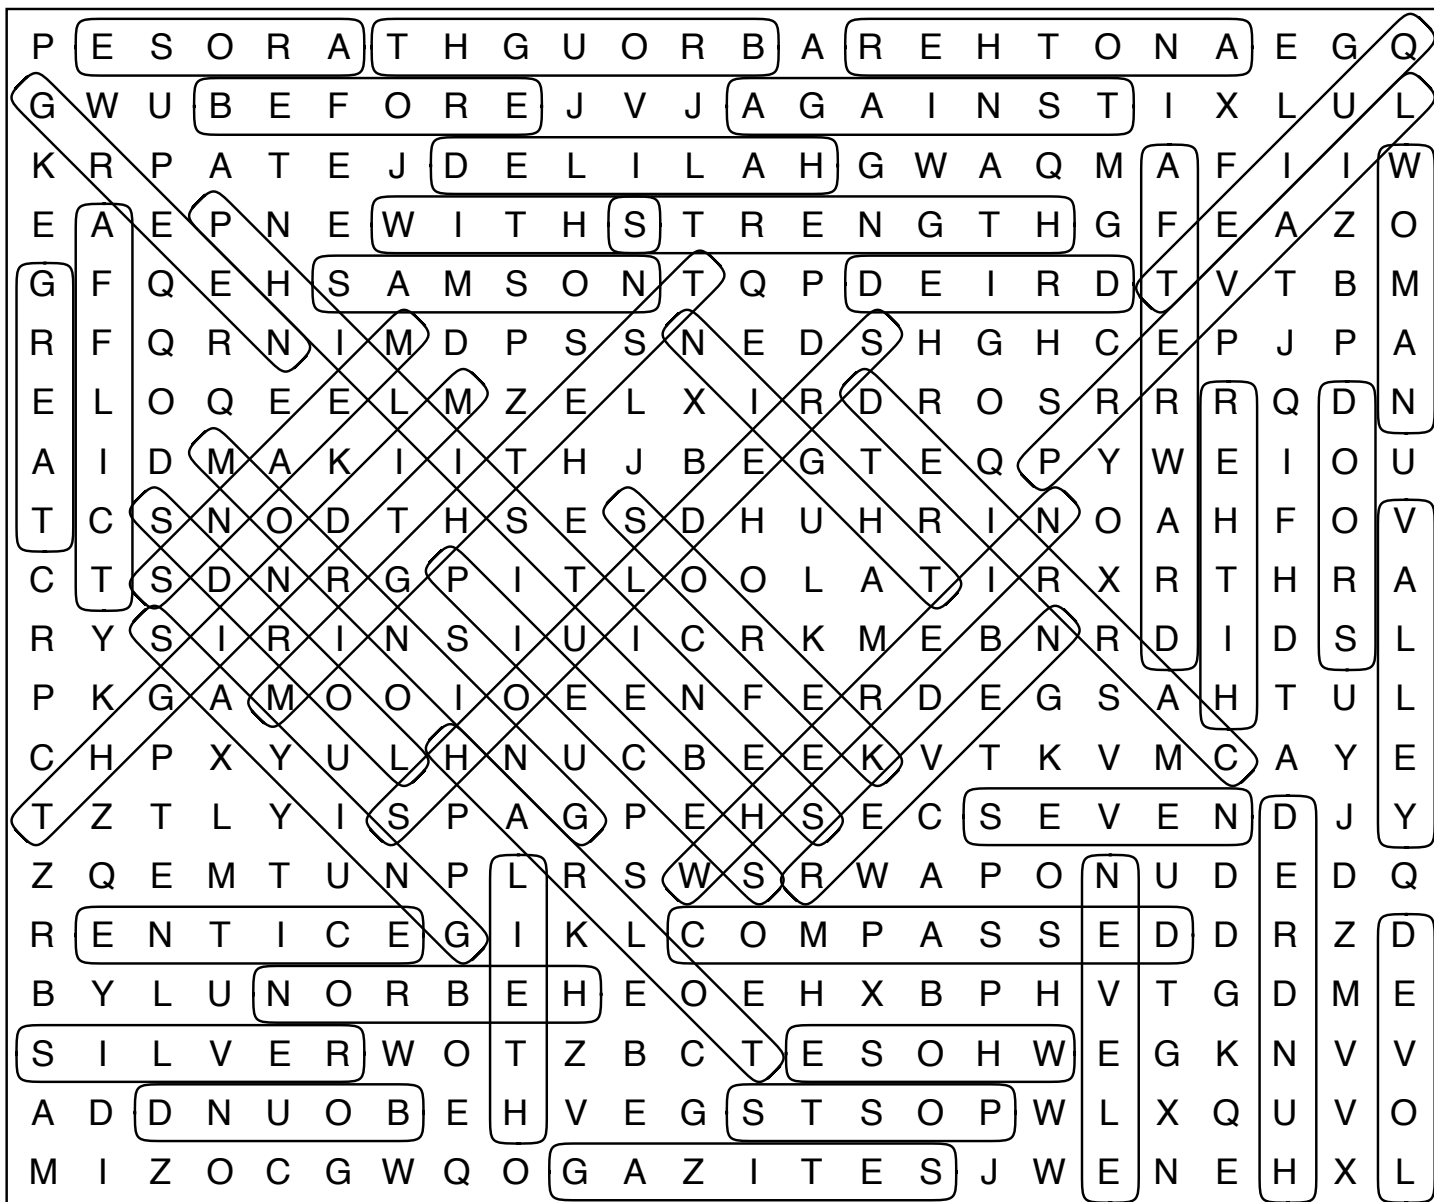 P E S O R A T H G U O R B A R E H T O N A E G Q
G W U B E F O R E J V J A G A I N S T I X L U L
K R P A T E J D E L I L A H G W A Q M A F I I W
E A E P N E W I T H S T R E N G T H G F E A Z O
G F Q E H S A M S O N T Q P D E I R D T V T B M
R F Q R N I M D P S S N E D S H G H C E P J P A
E L O Q E E L M Z E L X I R D R O S R R R Q D N
A I D M A K I I T H J B E G T E Q P Y W E I O U
T C S N O D T H S E S D H U H R I N O A H F O V
C T S D N R G P I T L O O L A T I R X R T H R A
R Y S I R I N S I U I C R K M E B N R D I D S L
P K G A M O O I O E E N F E R D E G S A H T U L
C H P X Y U L H N U C B E E K V T K V M C A Y E
T Z T L Y I S P A G P E H S E C S E V E N D J Y
Z Q E M T U N P L R S W S R W A P O N U D E D Q
R E N T I C E G I K L C O M P A S S E D D R Z D
B Y L U N O R B E H E O E H X B P H V T G D M E
S I L V E R W O T Z B C T E S O H W E G K N V V
A D D N U O B E H V E G S T S O P W L X Q U V O
M I Z O C G W Q O G A Z I T E S J W E N E H X L